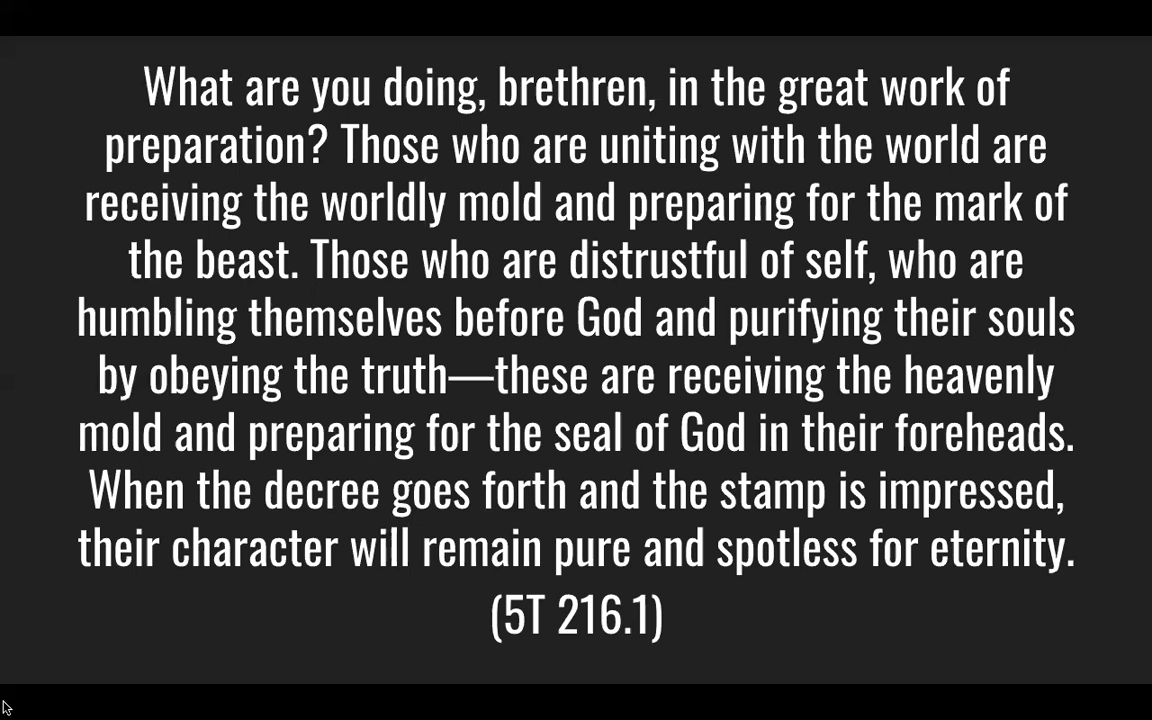 What are you doing, brethren, in the great work of
preparation? Those who are uniting with the world are
receiving the worldly mold and preparing for the mark of
the beast. Those who are distrustful of self, who are
humbling themselves before God and purifying their souls
by obeying the truth—these are receiving the heavenly
mold and preparing for the seal of God in their foreheads.
When the decree goes forth and the stamp is impressed,
their character will remain pure and spotless for eternity.
(5T 216.1)